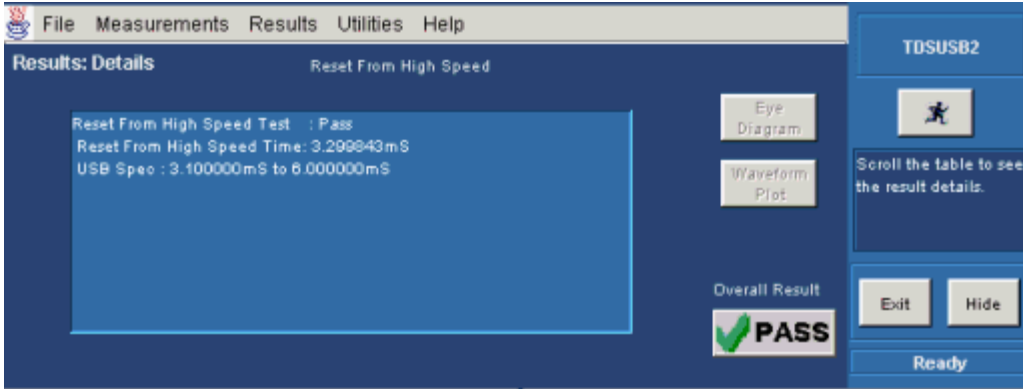 File Measurements Results Utilities Help
Results: Details
Reset From High Speed
Reset From High Speed Test : Pass
Reset From High Speed Time: 3.299843mS
USB Spec : 3.100000mS to 6.000000mS
Eye
Diagram
Waveform
Plot
Overall Result
PASS
TDSUSB2
Scroll the table to see
the result details.
Exit Hide
Ready